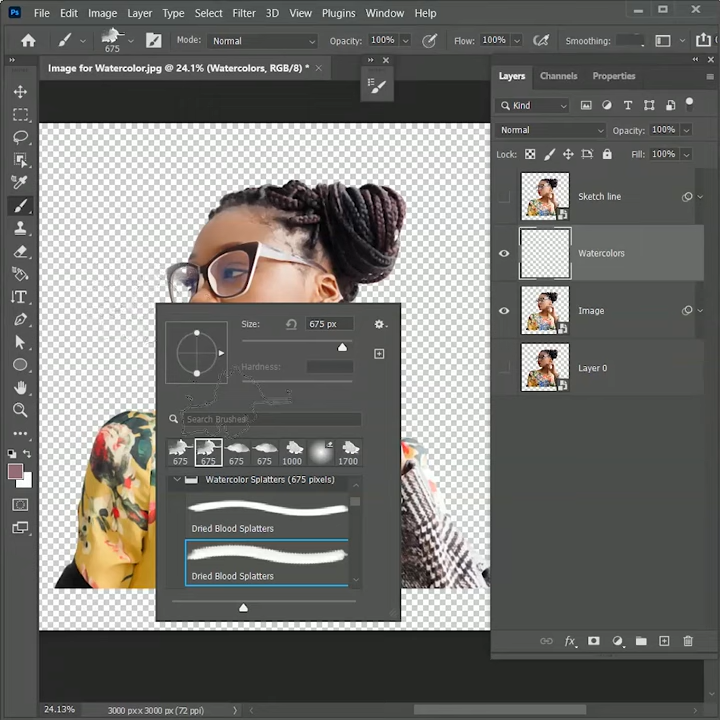 Ps File Edit Image Layer Type Select Filter 3D View Plugins Window Help
675 Mode: Normal Opacity: 100% Flow: 100% Smoothing:
Image for Watercolor.jpg @ 24.1% (Watercolors, RGB/8) *
Layers Channels Properties
Kind
Normal Opacity: 100%
Lock: Fill: 100%
Sketch line
Watercolors
Image
Layer 0
Size: 675 px
Hardness:
Search Brushes
675 675 675 675 1000 1700
Watercolor Splatters (675 pixels)
Dried Blood Splatters
Dried Blood Splatters
fx
24.13% 3000 px x 3000 px (72 ppi)